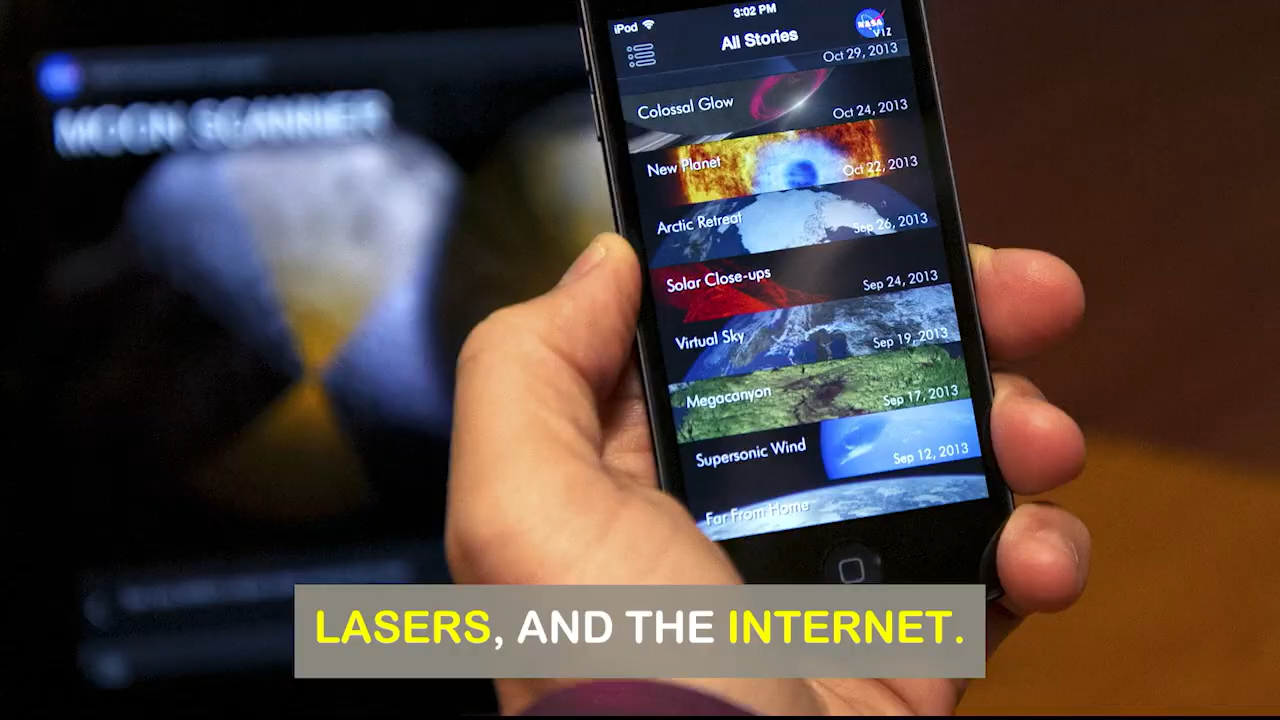 iPod
3:02 PM
All Stories
NASA
VIZ
Oct 29, 2013
Colossal Glow
Oct 24, 2013
New Planet
Oct 22, 2013
Arctic Retreat
Sep 26, 2013
Solar Close-ups
Sep 24, 2013
Virtual Sky
Sep 19, 2013
Megacanyon
Sep 17, 2013
Supersonic Wind
Sep 12, 2013
Far From Home
MOON SCANNER
LASERS, AND THE INTERNET.